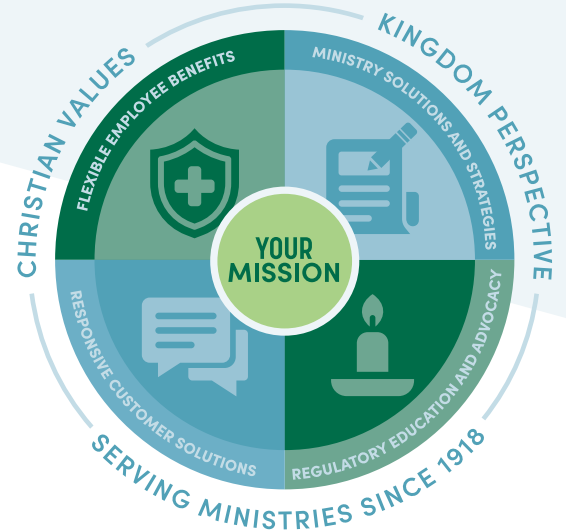 CHRISTIAN VALUES
KINGDOM PERSPECTIVE
FLEXIBLE EMPLOYEE BENEFITS
MINISTRY SOLUTIONS AND STRATEGIES
YOUR
MISSION
RESPONSIVE CUSTOMER SOLUTIONS
REGULATORY EDUCATION AND ADVOCACY
SERVING MINISTRIES SINCE 1918